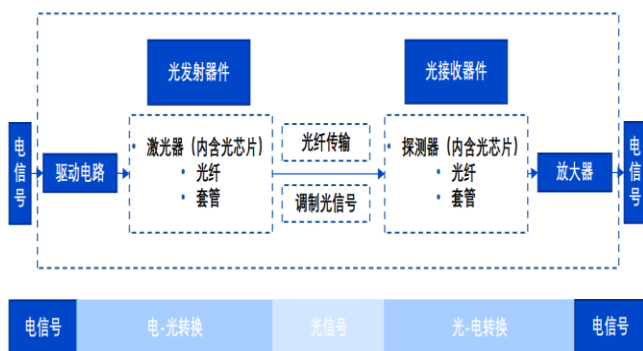 光发射器件
光接收器件
电信号
驱动电路
• 激光器（内含光芯片）
• 光纤
• 套管
光纤传输
调制光信号
• 探测器（内含光芯片）
• 光纤
• 套管
放大器
电信号
电信号
电-光转换
光信号
光-电转换
电信号